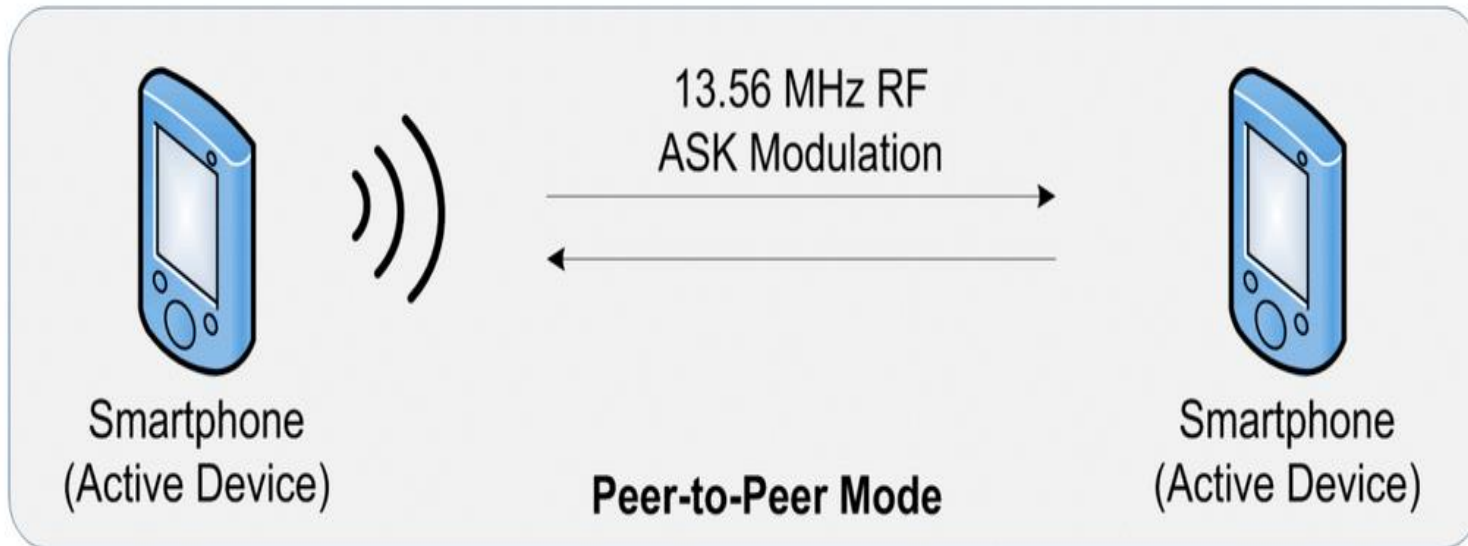 13.56 MHz RF
ASK Modulation
Smartphone
(Active Device)
Peer-to-Peer Mode
Smartphone
(Active Device)